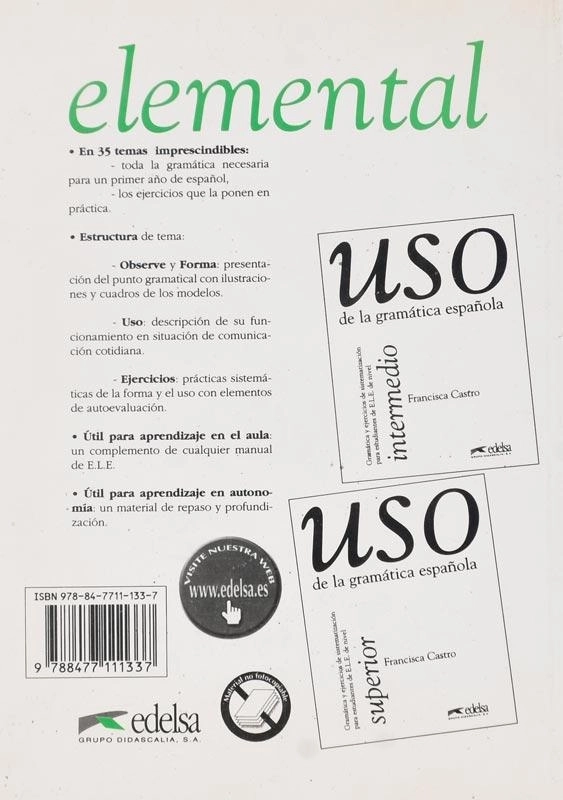 elemental
• En 35 temas imprescindibles:
- toda la gramática necesaria
para un primer año de español,
- los ejercicios que la ponen en
práctica.
• Estructura de tema:
- Observe y Forma: presenta-
ción del punto gramatical con ilustracio-
nes y cuadros de los modelos.
- Uso: descripción de su fun-
cionamiento en situación de comunica-
ción cotidiana.
- Ejercicios: prácticas sistemá-
ticas de la forma y el uso con elementos
de autoevaluación.
• Útil para aprendizaje en el aula:
un complemento de cualquier manual
de E.L.E.
• Útil para aprendizaje en autono-
mía: un material de repaso y profundi-
zación.
uso
de la gramática española
Gramática y ejercicios de sistematización
para estudiantes de E.L.E. de nivel
intermedio
Francisca Castro
edelsa
uso
de la gramática española
Gramática y ejercicios de sistematización
para estudiantes de E.L.E. de nivel
superior
Francisca Castro
edelsa
VISITE NUESTRA WEB
www.edelsa.es
ISBN 978-84-7711-133-7
9 788477 111337
Material no fotocopiable
edelsa
GRUPO DIDASCALIA, S.A.